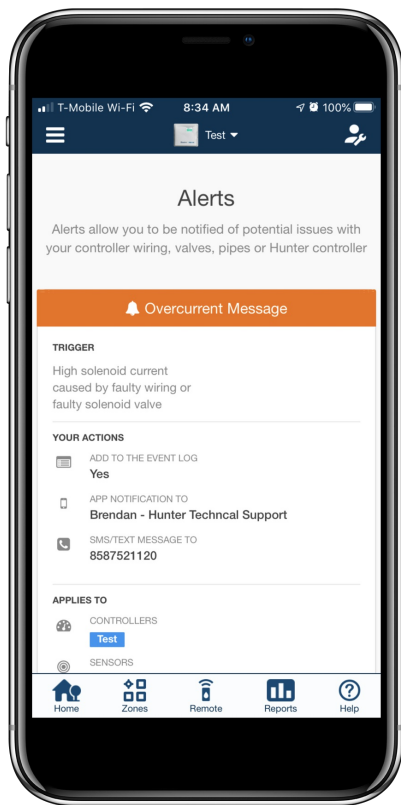 T-Mobile Wi-Fi 8:34 AM 100%
Test
Alerts
Alerts allow you to be notified of potential issues with
your controller wiring, valves, pipes or Hunter controller
Overcurrent Message
TRIGGER
High solenoid current
caused by faulty wiring or
faulty solenoid valve
YOUR ACTIONS
ADD TO THE EVENT LOG
Yes
APP NOTIFICATION TO
Brendan - Hunter Techncal Support
SMS/TEXT MESSAGE TO
8587521120
APPLIES TO
CONTROLLERS
Test
SENSORS
Home Zones Remote Reports Help